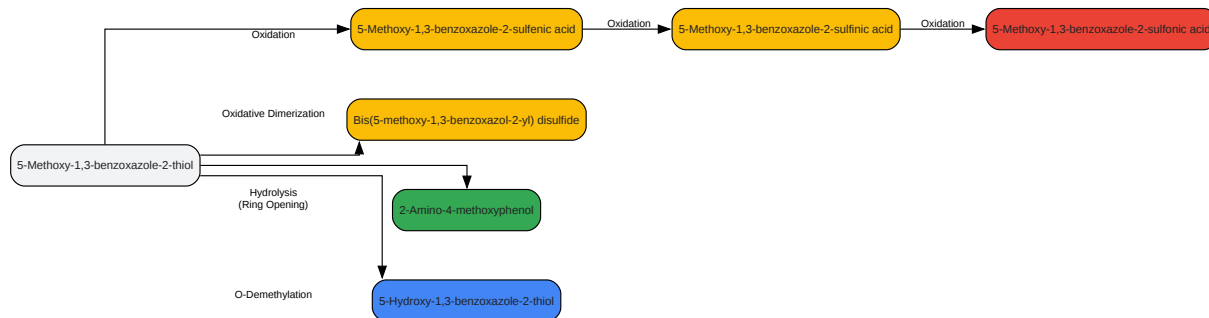 5-Methoxy-1,3-benzoxazole-2-sulfenic acid
Oxidation
5-Methoxy-1,3-benzoxazole-2-sulfinic acid
Oxidation
5-Methoxy-1,3-benzoxazole-2-sulfonic acid
Oxidation
Oxidative Dimerization
Bis(5-methoxy-1,3-benzoxazol-2-yl) disulfide
5-Methoxy-1,3-benzoxazole-2-thiol
Hydrolysis
(Ring Opening)
2-Amino-4-methoxyphenol
O-Demethylation
5-Hydroxy-1,3-benzoxazole-2-thiol